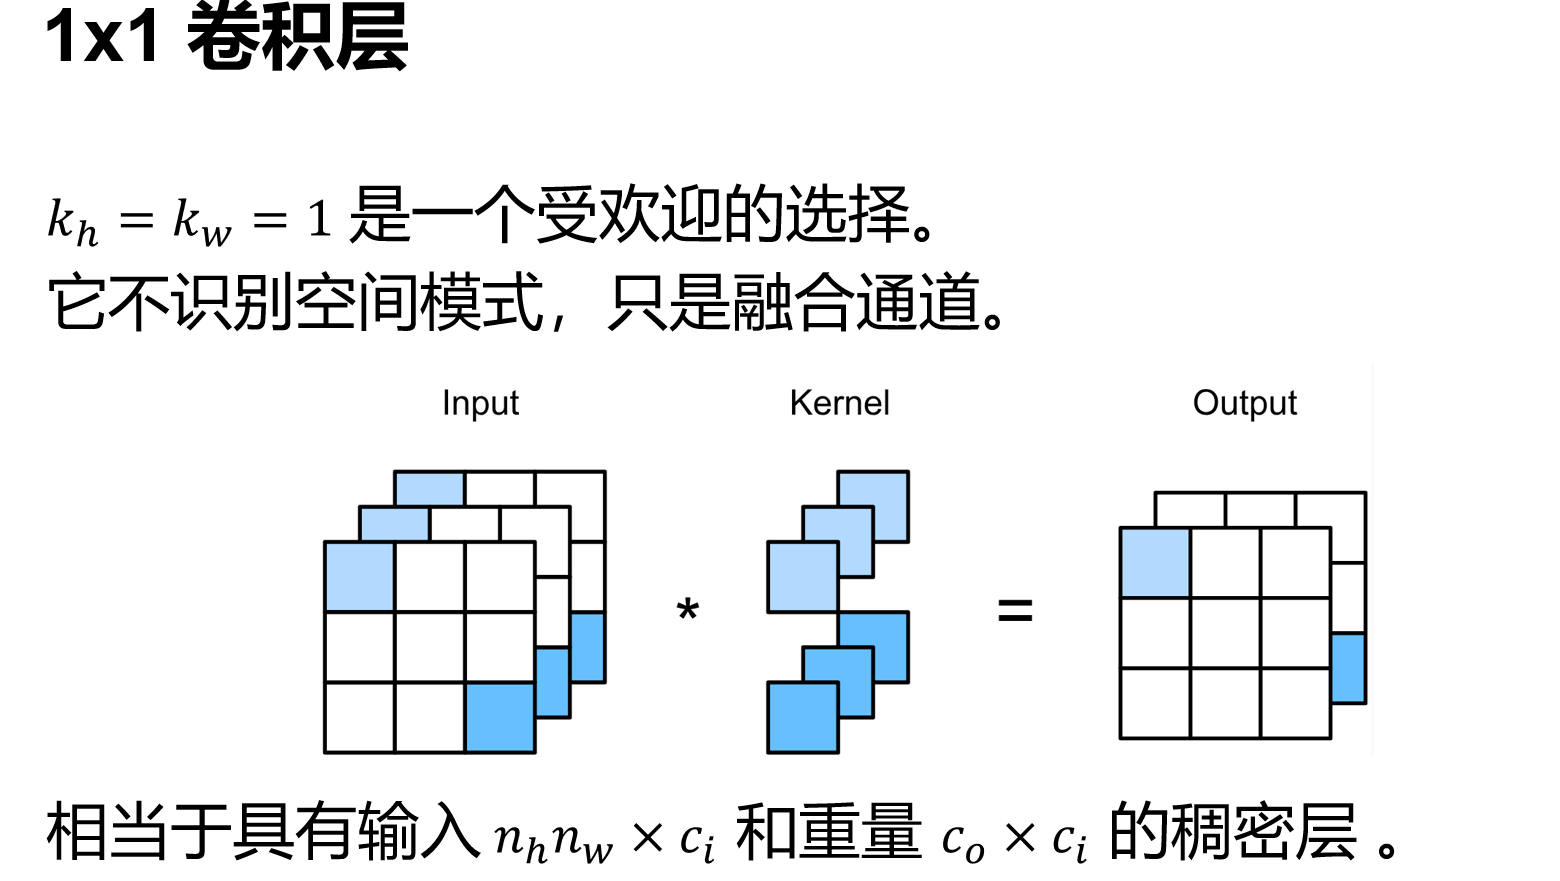 1x1 卷积层
k_h = k_w = 1 是一个受欢迎的选择。
它不识别空间模式，只是融合通道。
Input Kernel Output
* =
相当于具有输入 n_h n_w × c_i 和重量 c_o × c_i 的稠密层 。